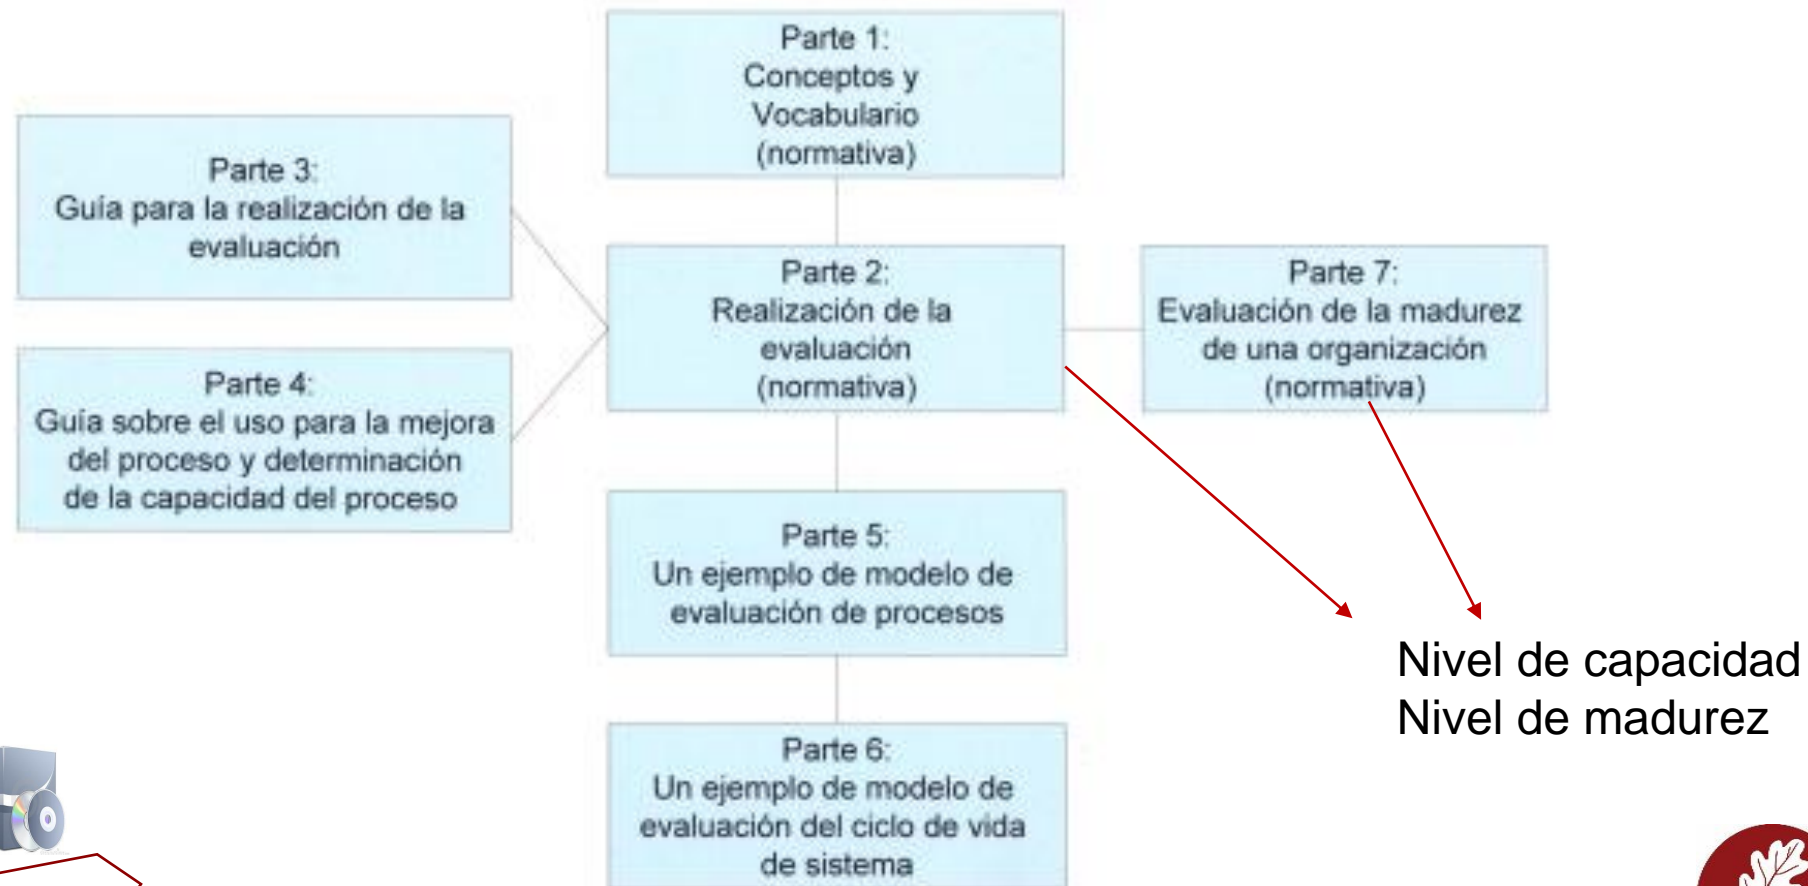 Parte 1:
Conceptos y
Vocabulario
(normativa)
Parte 3:
Guía para la realización de la
evaluación
Parte 2:
Realización de la
evaluación
(normativa)
Parte 7:
Evaluación de la madurez
de una organización
(normativa)
Parte 4:
Guía sobre el uso para la mejora
del proceso y determinación
de la capacidad del proceso
Parte 5:
Un ejemplo de modelo de
evaluación de procesos
Nivel de capacidad
Nivel de madurez
Parte 6:
Un ejemplo de modelo de
evaluación del ciclo de vida
de sistema